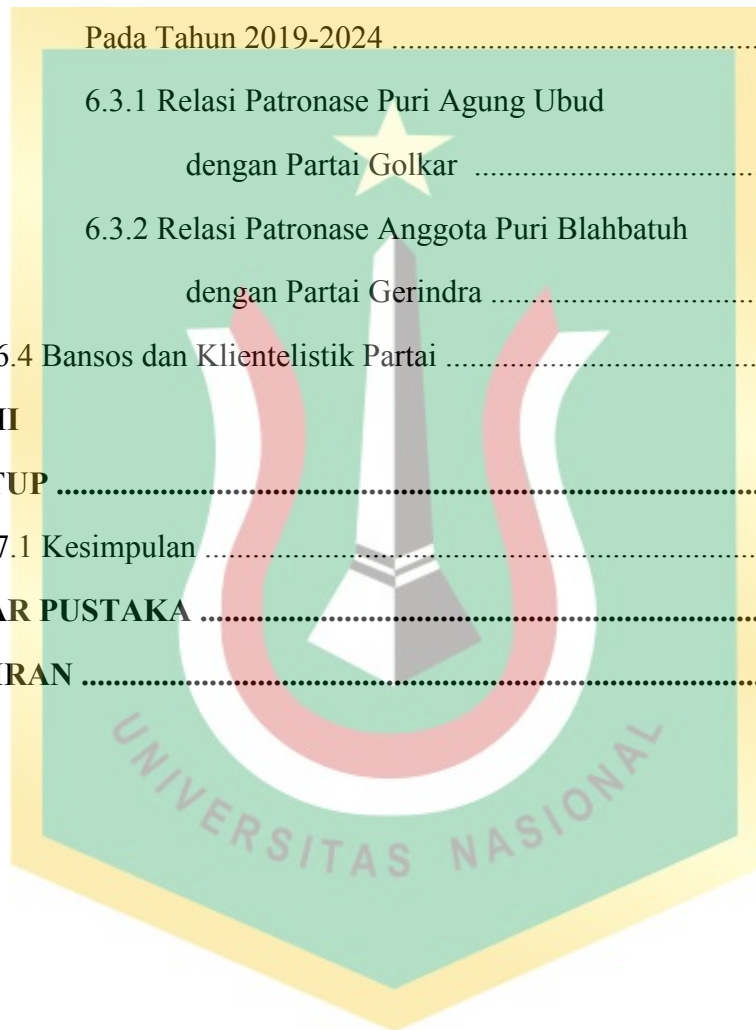 Pada Tahun 2019-2024 ........................................................
6.3.1 Relasi Patronase Puri Agung Ubud
dengan Partai Golkar ...........................................
6.3.2 Relasi Patronase Anggota Puri Blahbatuh
dengan Partai Gerindra ........................................
6.4 Bansos dan Klientelistik Partai ...............................................
II
TUP .....................................................................................................
7.1 Kesimpulan ...................................................................................
AR PUSTAKA ..................................................................................
IRAN ...................................................................................................
UNIVERSITAS NASIONAL